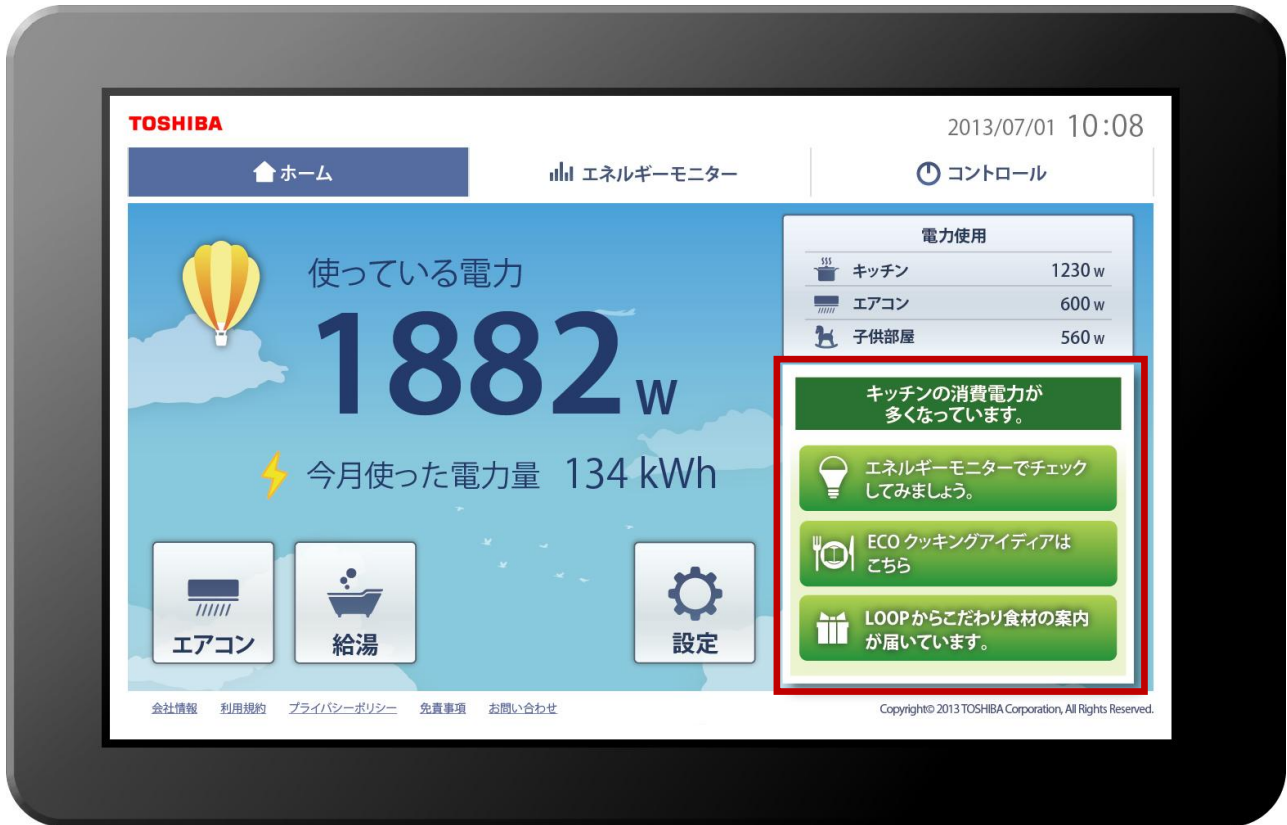 TOSHIBA
2013/07/01 10:08
ホーム
エネルギーモニター
コントロール
使っている電力
1882 W
今月使った電力量 134 kWh
電力使用
キッチン 1230 W
エアコン 600 W
子供部屋 560 W
キッチンの消費電力が
多くなっています。
エネルギーモニターでチェック
してみましょう。
ECO クッキングアイディアは
こちら
LOOPからこだわり食材の案内
が届いています。
エアコン
給湯
設定
会社情報 利用規約 プライバシーポリシー 免責事項 お問い合わせ
Copyright© 2013 TOSHIBA Corporation, All Rights Reserved.